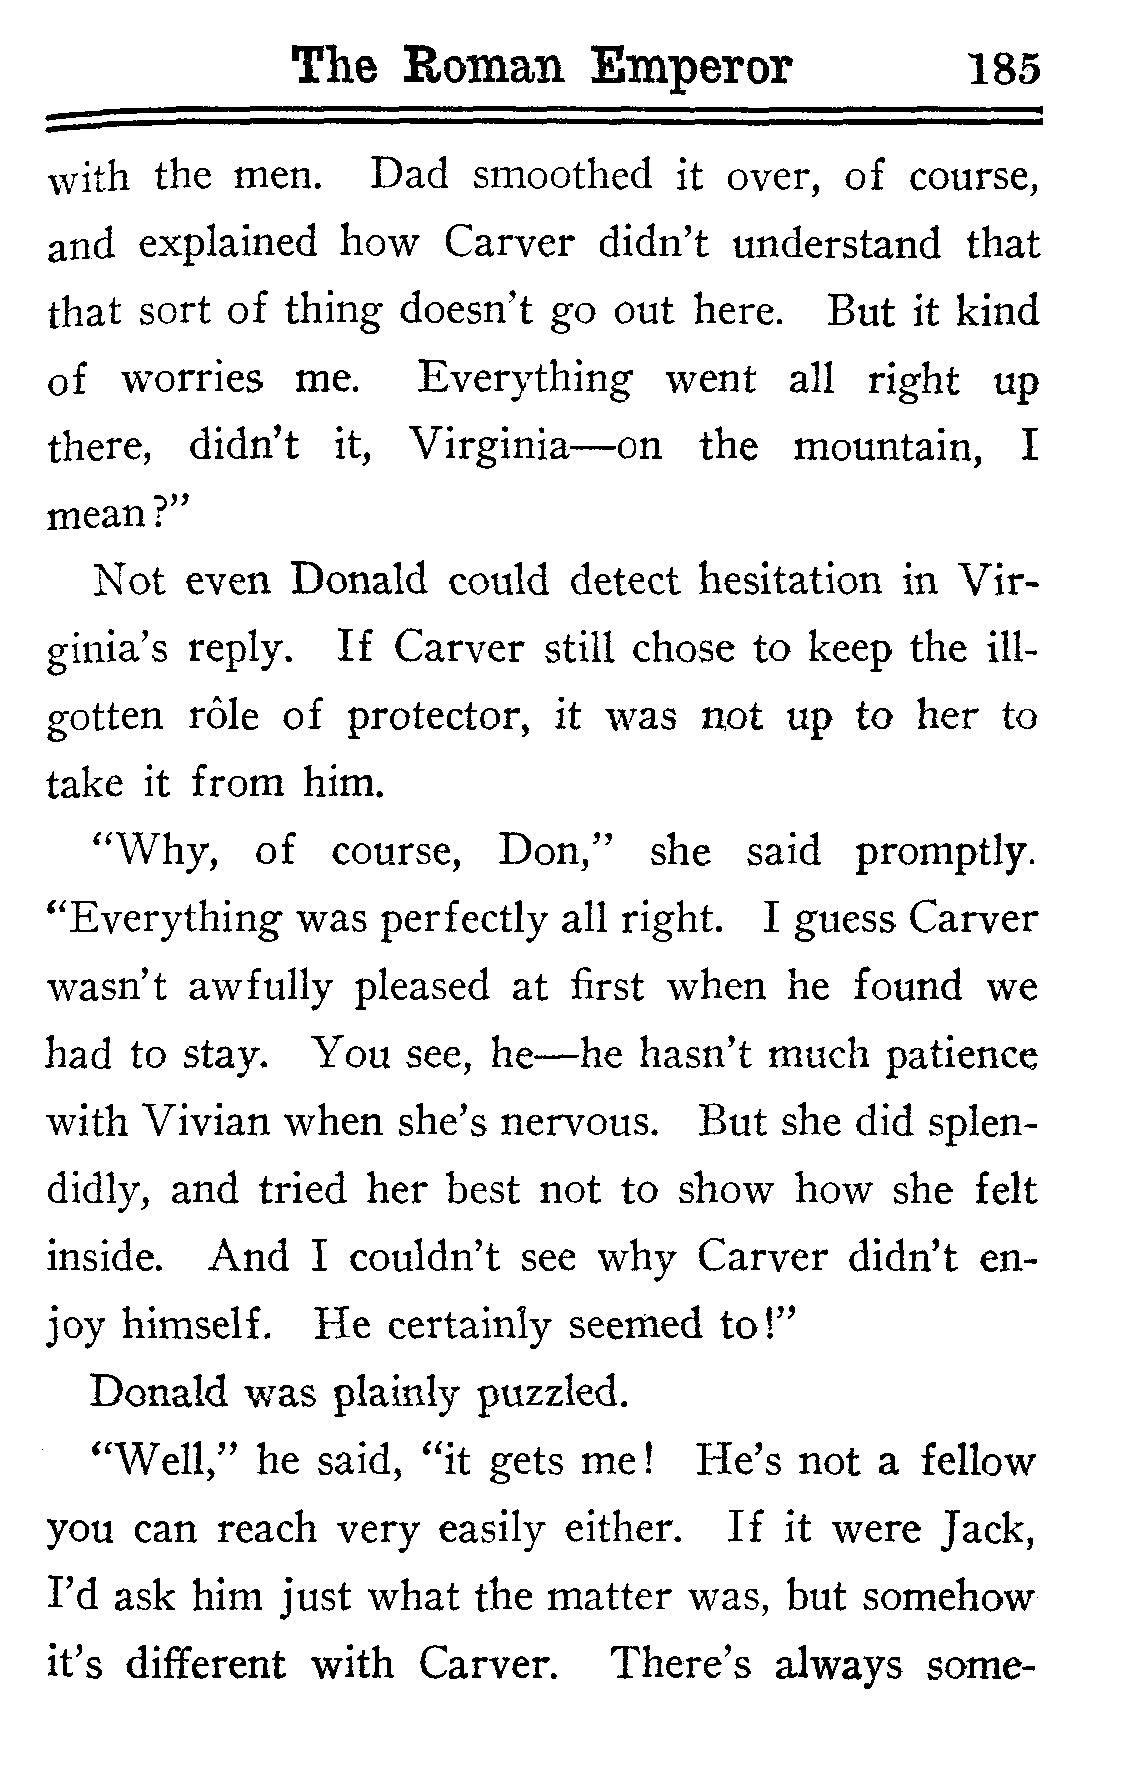 The Roman Emperor 185
with the men. Dad smoothed it over, of course,
and explained how Carver didn't understand that
that sort of thing doesn't go out here. But it kind
of worries me. Everything went all right up
there, didn't it, Virginia—on the mountain, I
mean?"
Not even Donald could detect hesitation in Vir-
ginia's reply. If Carver still chose to keep the ill-
gotten rôle of protector, it was not up to her to
take it from him.
"Why, of course, Don," she said promptly.
"Everything was perfectly all right. I guess Carver
wasn't awfully pleased at first when he found we
had to stay. You see, he—he hasn't much patience
with Vivian when she's nervous. But she did splen-
didly, and tried her best not to show how she felt
inside. And I couldn't see why Carver didn't en-
joy himself. He certainly seemed to!"
Donald was plainly puzzled.
"Well," he said, "it gets me! He's not a fellow
you can reach very easily either. If it were Jack,
I'd ask him just what the matter was, but somehow
it's different with Carver. There's always some-